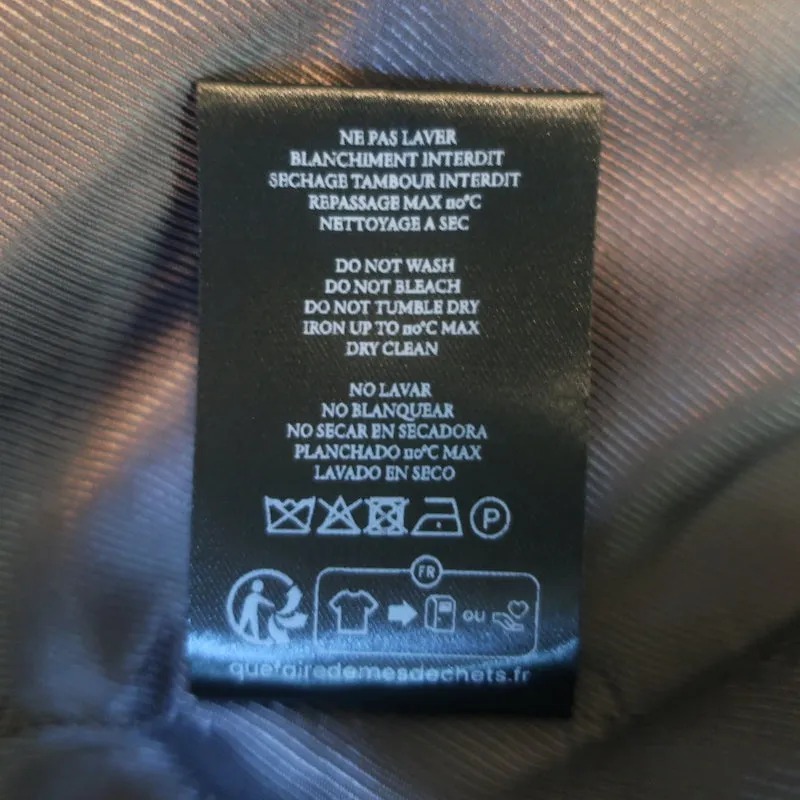 NE PAS LAVER
BLANCHIMENT INTERDIT
SECHAGE TAMBOUR INTERDIT
REPASSAGE MAX 110°C
NETTOYAGE A SEC
DO NOT WASH
DO NOT BLEACH
DO NOT TUMBLE DRY
IRON UP TO 110°C MAX
DRY CLEAN
NO LAVAR
NO BLANQUEAR
NO SECAR EN SECADORA
PLANCHADO 110°C MAX
LAVADO EN SECO
P
FR
OU
quefairedemesdechets.fr